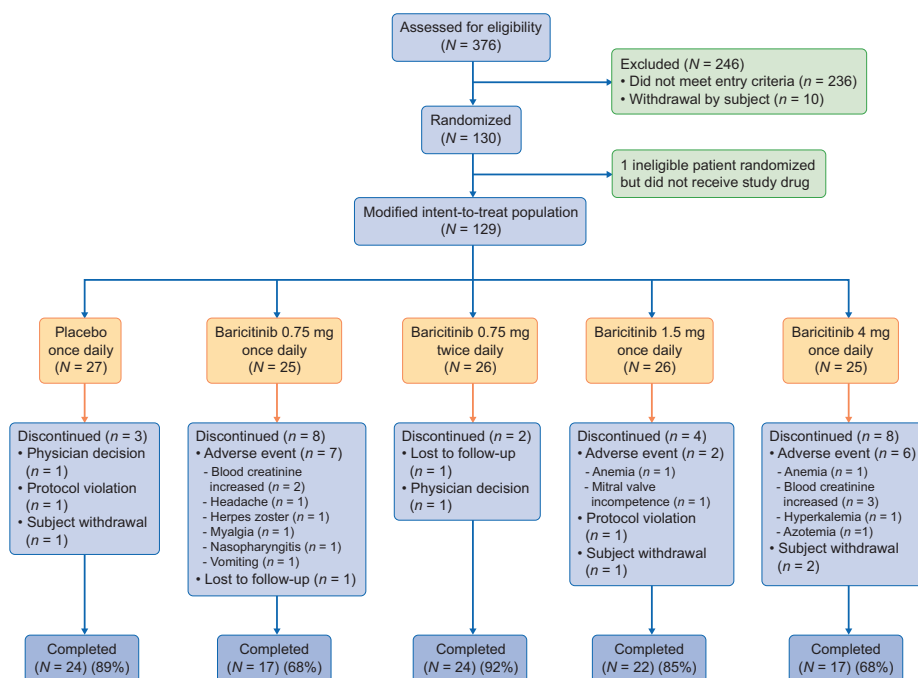 Assessed for eligibility
(N = 376)
Excluded (N = 246)
• Did not meet entry criteria (n = 236)
• Withdrawal by subject (n = 10)
Randomized
(N = 130)
1 ineligible patient randomized
but did not receive study drug
Modified intent-to-treat population
(N = 129)
Placebo
once daily
(N = 27)
Baricitinib 0.75 mg
once daily
(N = 25)
Baricitinib 0.75 mg
twice daily
(N = 26)
Baricitinib 1.5 mg
once daily
(N = 26)
Baricitinib 4 mg
once daily
(N = 25)
Discontinued (n = 3)
• Physician decision
(n = 1)
• Protocol violation
(n = 1)
• Subject withdrawal
(n = 1)
Discontinued (n = 8)
• Adverse event (n = 7)
- Blood creatinine
increased (n = 2)
- Headache (n = 1)
- Herpes zoster (n = 1)
- Myalgia (n = 1)
- Nasopharyngitis (n = 1)
- Vomiting (n = 1)
• Lost to follow-up (n = 1)
Discontinued (n = 2)
• Lost to follow-up
(n = 1)
• Physician decision
(n = 1)
Discontinued (n = 4)
• Adverse event (n = 2)
- Anemia (n = 1)
- Mitral valve
incompetence (n = 1)
• Protocol violation
(n = 1)
• Subject withdrawal
(n = 1)
Discontinued (n = 8)
• Adverse event (n = 6)
- Anemia (n = 1)
- Blood creatinine
increased (n = 3)
- Hyperkalemia (n = 1)
- Azotemia (n =1)
• Subject withdrawal
(n = 2)
Completed
(N = 24) (89%)
Completed
(N = 17) (68%)
Completed
(N = 24) (92%)
Completed
(N = 22) (85%)
Completed
(N = 17) (68%)